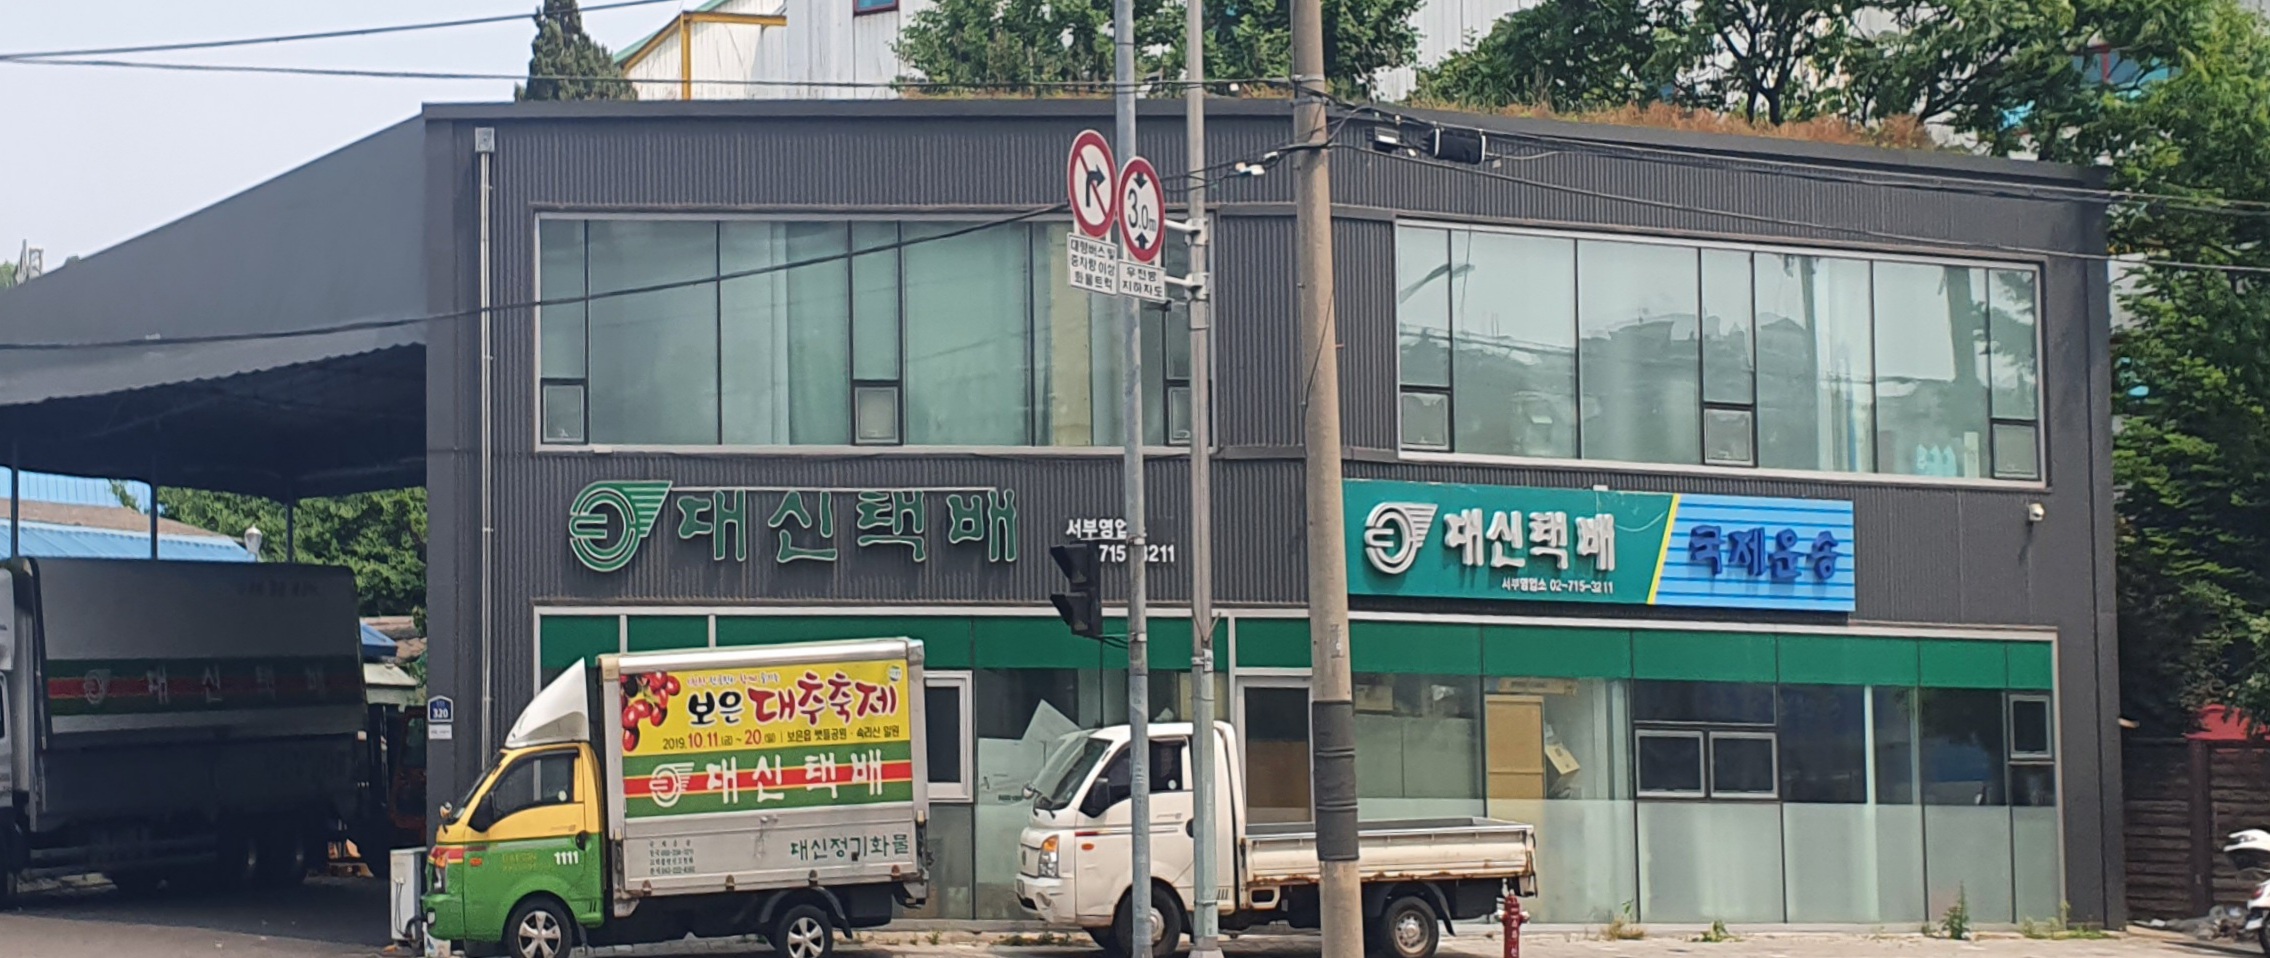 3.0m
대형버스 및
중차량이상
화물트럭
우천병
지하차도
대신택배
서부영업
715 3211
대신택배
서부영업소 02-715-3211
국제운송
대신택배
320
보은대추축제
2019.10.11.(금) ~ 20(일) | 보은읍 뱃들공원 · 속리산 일원
대신택배
대신정기화물
1111